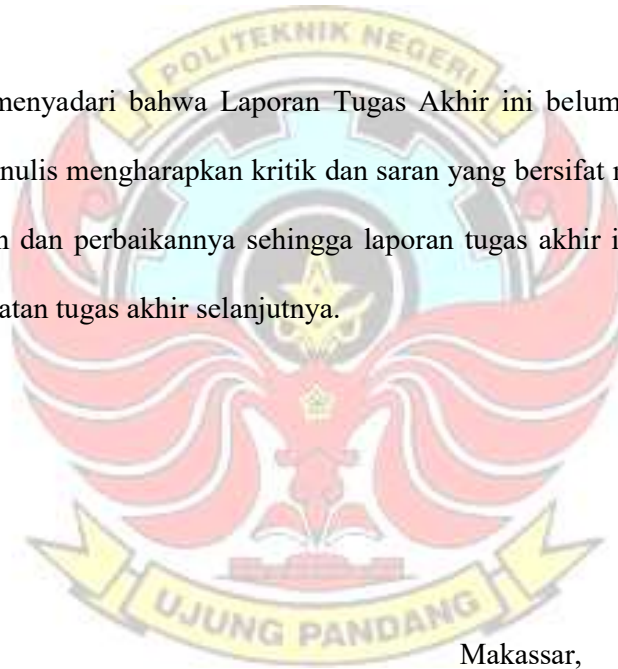 POLITEKNIK NEGERI
menyadari bahwa Laporan Tugas Akhir ini belum
nulis mengharapkan kritik dan saran yang bersifat
n dan perbaikannya sehingga laporan tugas akhir i
atan tugas akhir selanjutnya.
UJUNG PANDANG
Makassar,